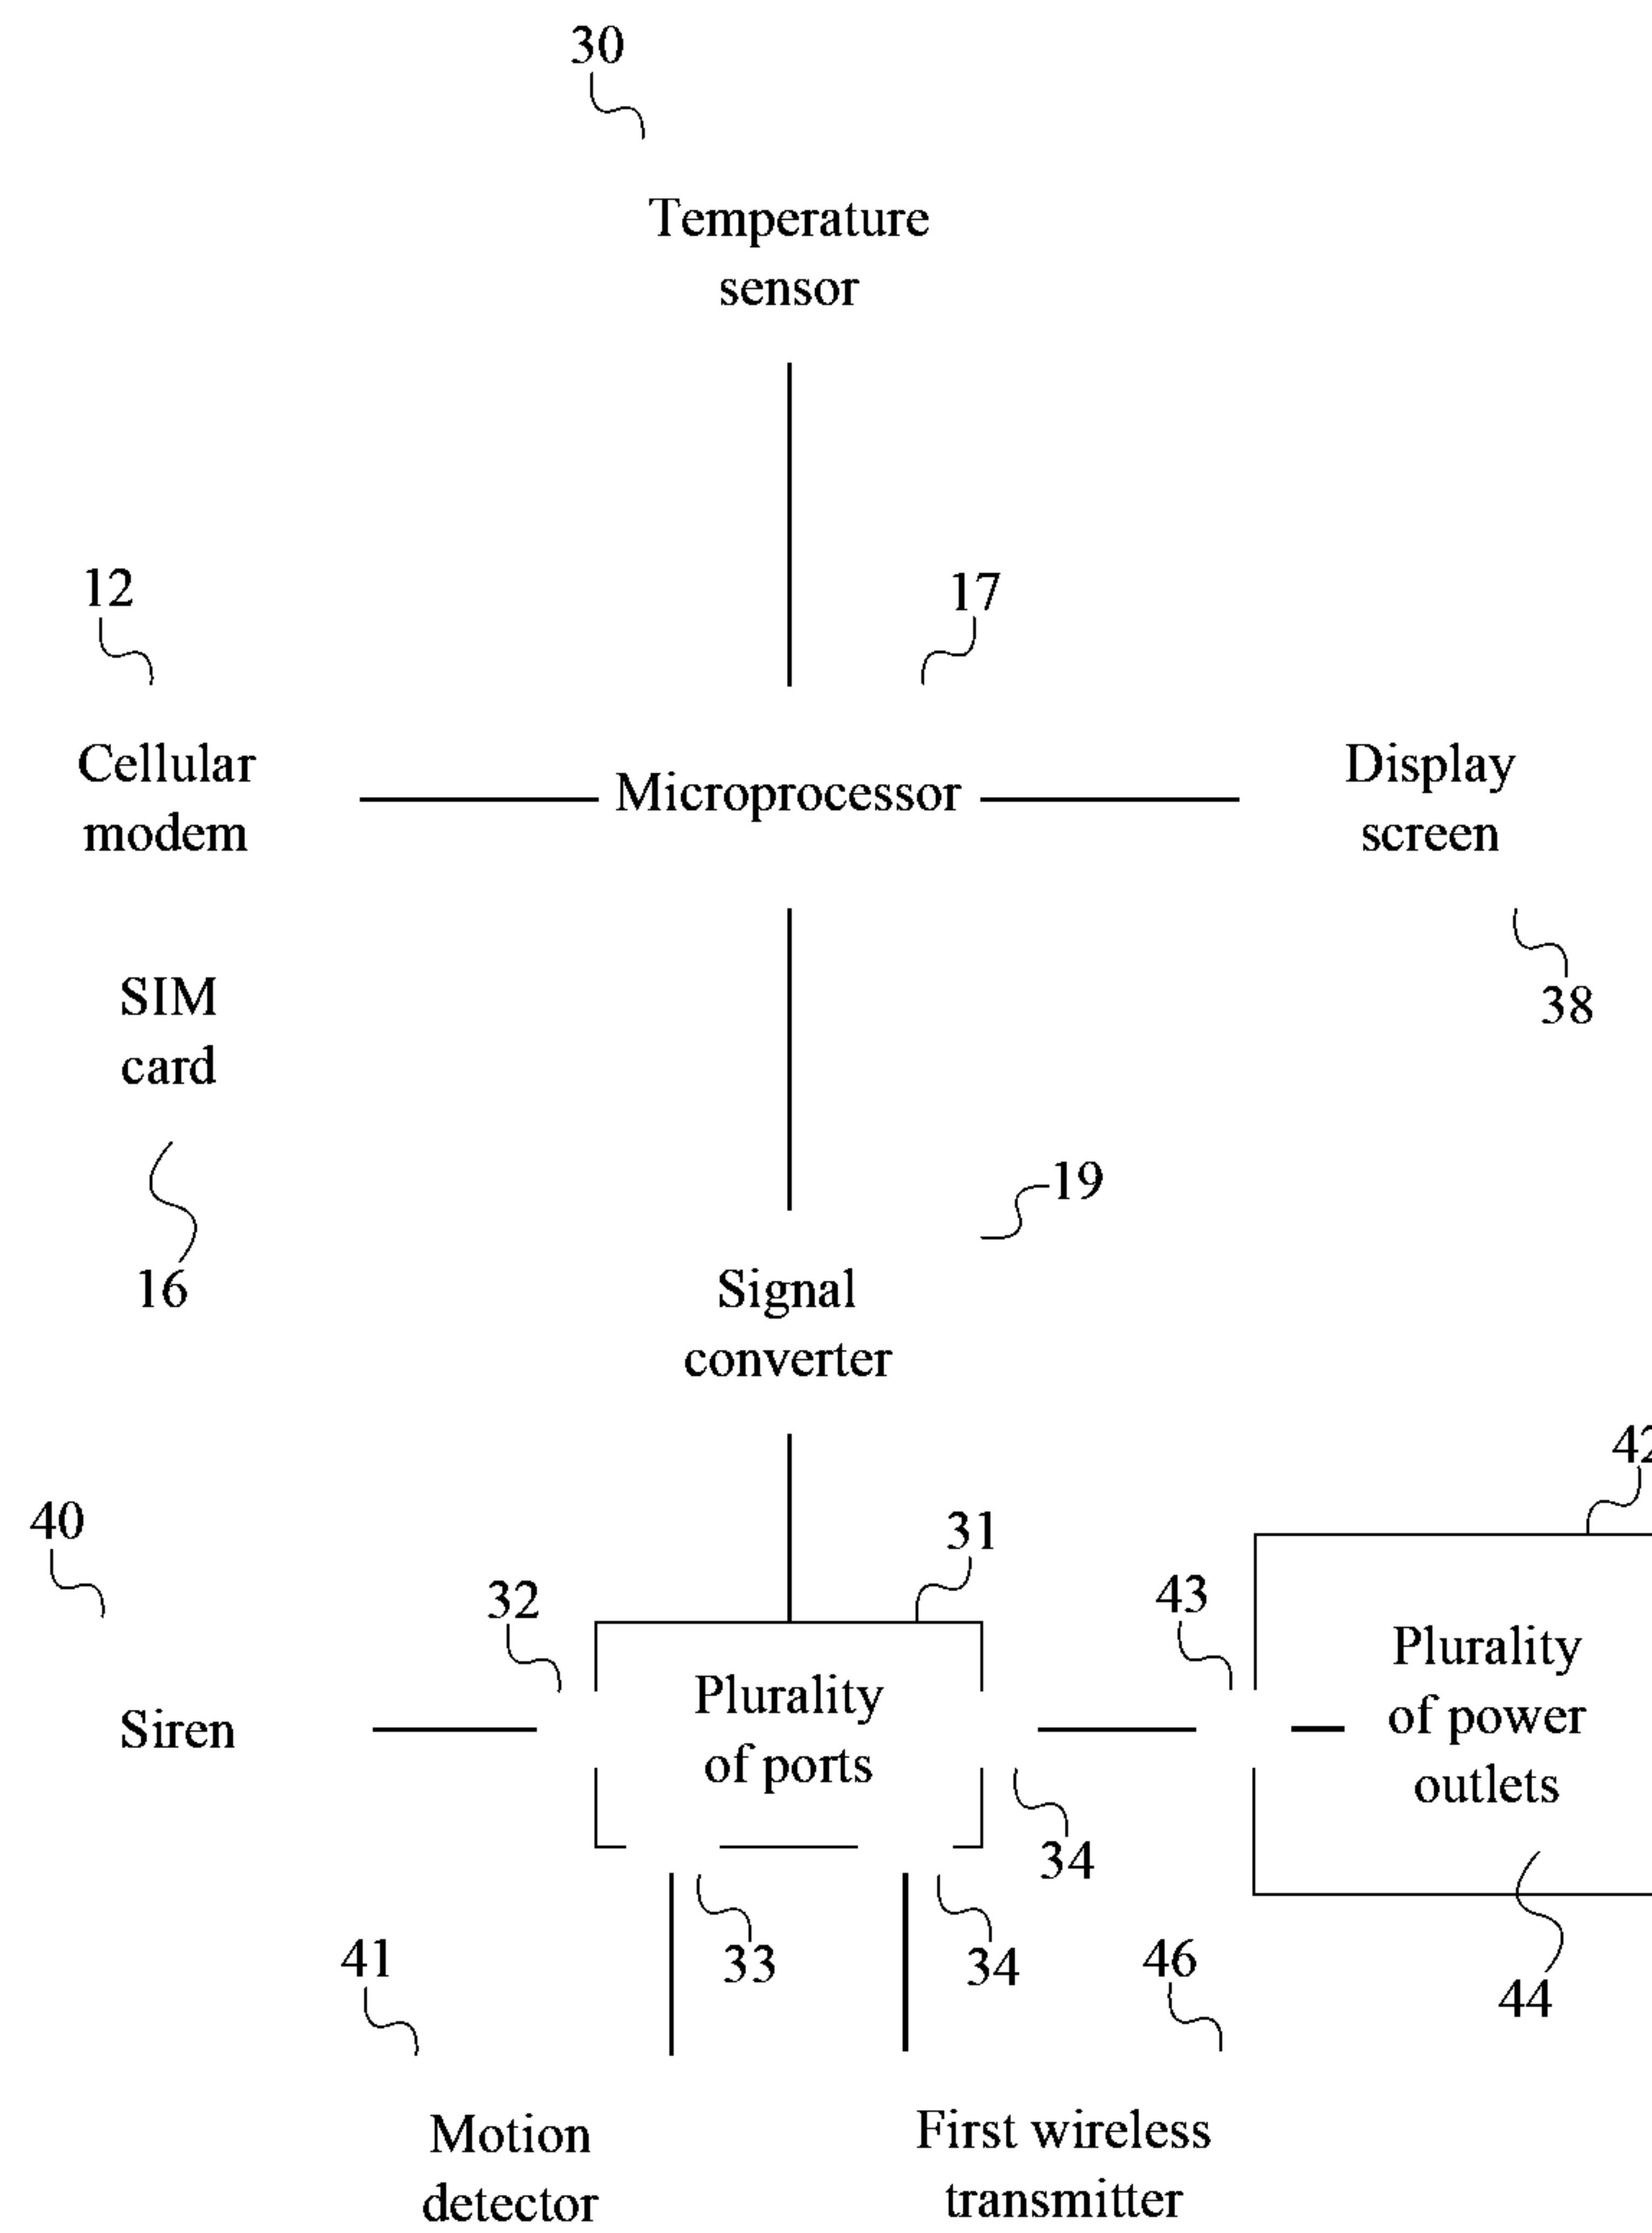 30
Temperature
sensor
12
17
Cellular
modem
Microprocessor
Display
screen
SIM
card
38
19
16
Signal
converter
42
40
31
32
43
Plurality
of ports
Plurality
of power
outlets
Siren
34
33
34
41
46
44
Motion
detector
First wireless
transmitter